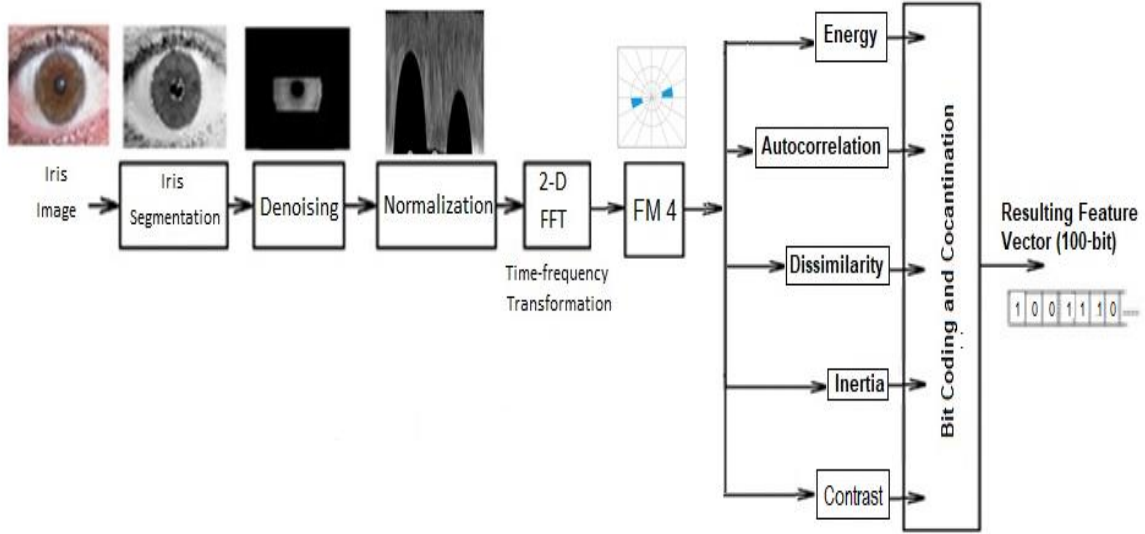 Iris
Image
Iris
Segmentation
Denoising
Normalization
2-D
FFT
Time-frequency
Transformation
FM 4
Energy
Autocorrelation
Dissimilarity
Inertia
Contrast
Bit Coding and Cocantination
Resulting Feature
Vector (100-bit)
1 0 0 1 1 1 0